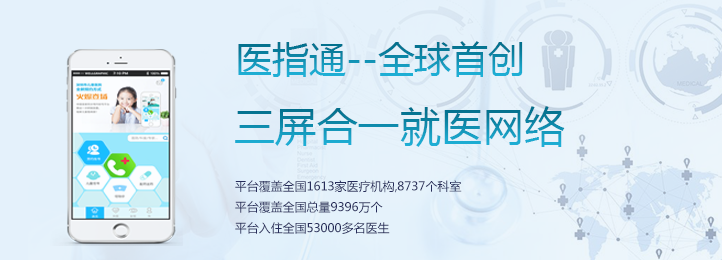 医指通--全球首创
三屏合一就医网络
平台覆盖全国1613家医疗机构,8737个科室
平台覆盖全国总量9396万个
平台入住全国53000多名医生